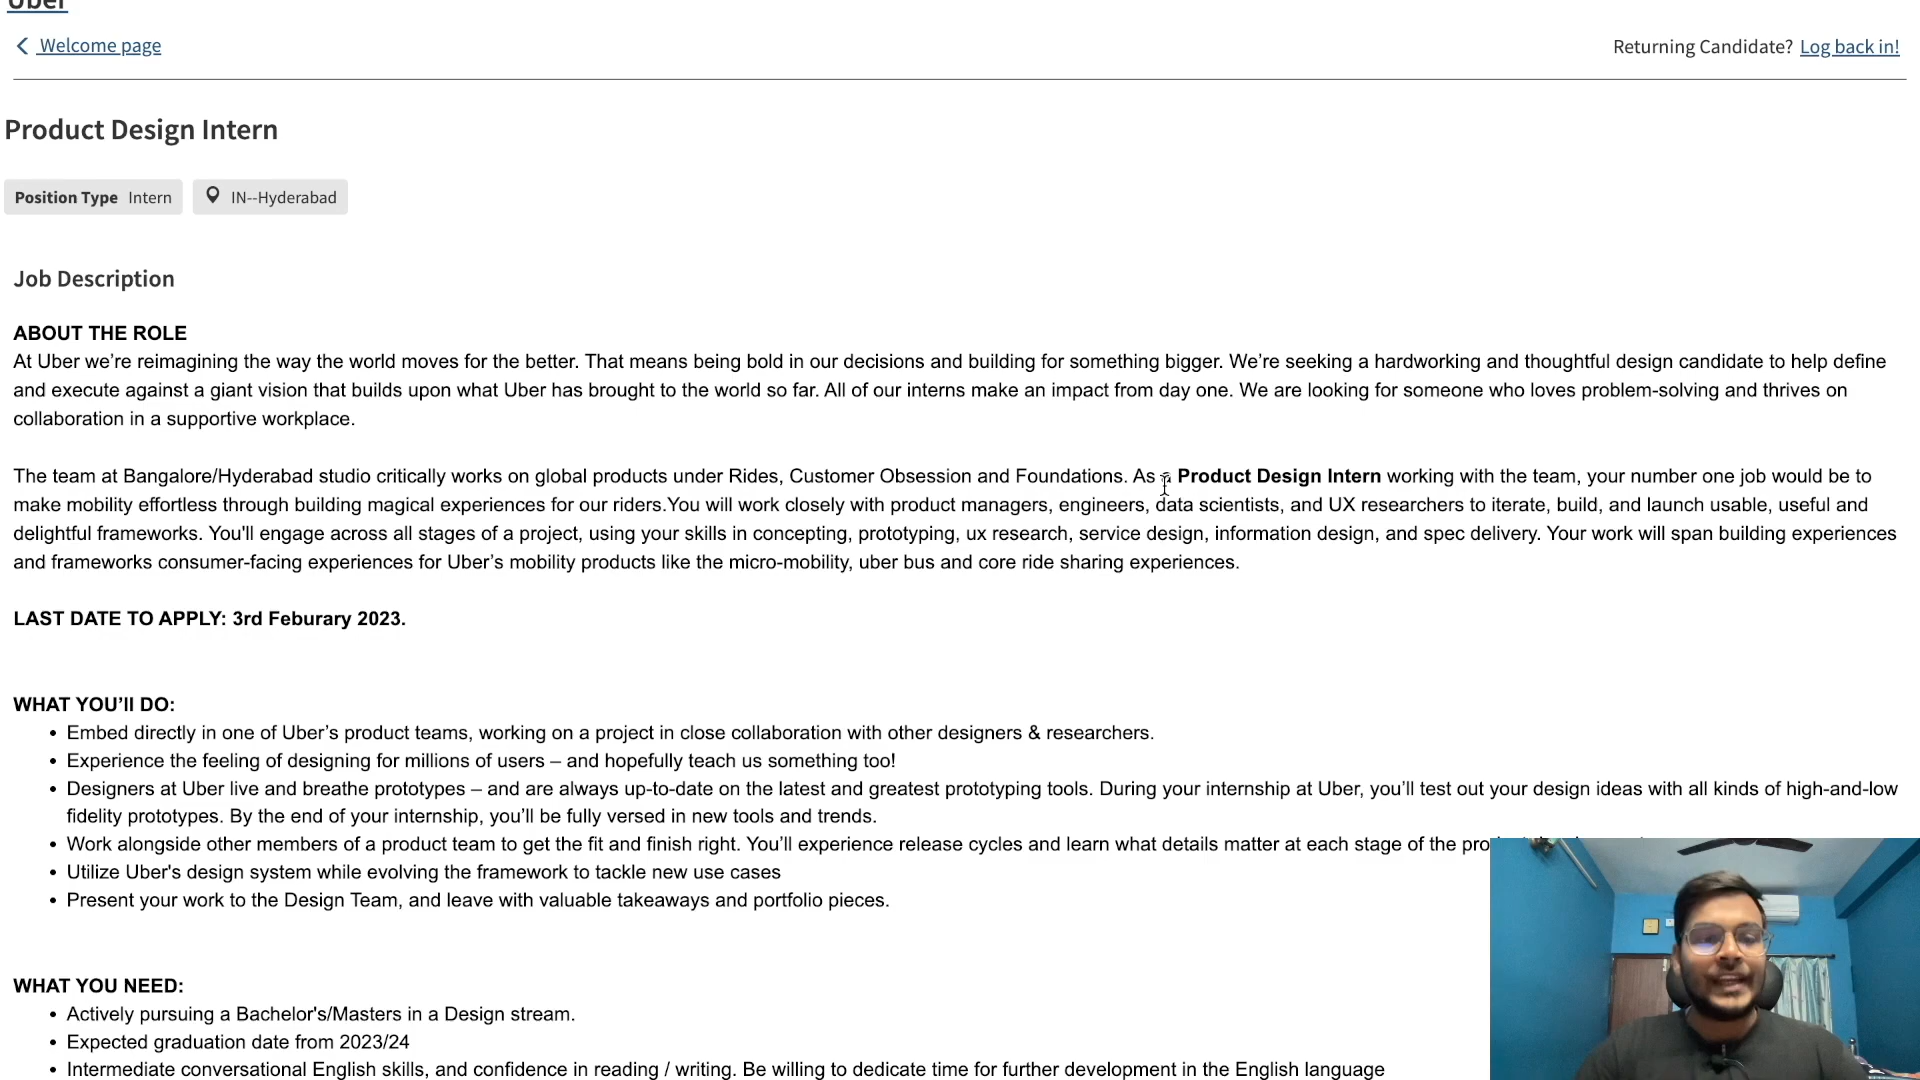 Uber
Welcome page
Returning Candidate? Log back in!
Product Design Intern
Position Type Intern
IN--Hyderabad
Job Description
ABOUT THE ROLE
At Uber we’re reimagining the way the world moves for the better. That means being bold in our decisions and building for something bigger. We’re seeking a hardworking and thoughtful design candidate to help define
and execute against a giant vision that builds upon what Uber has brought to the world so far. All of our interns make an impact from day one. We are looking for someone who loves problem-solving and thrives on
collaboration in a supportive workplace.
The team at Bangalore/Hyderabad studio critically works on global products under Rides, Customer Obsession and Foundations. As a Product Design Intern working with the team, your number one job would be to
make mobility effortless through building magical experiences for our riders.You will work closely with product managers, engineers, data scientists, and UX researchers to iterate, build, and launch usable, useful and
delightful frameworks. You'll engage across all stages of a project, using your skills in concepting, prototyping, ux research, service design, information design, and spec delivery. Your work will span building experiences
and frameworks consumer-facing experiences for Uber’s mobility products like the micro-mobility, uber bus and core ride sharing experiences.
LAST DATE TO APPLY: 3rd Feburary 2023.
WHAT YOU’ll DO:
• Embed directly in one of Uber’s product teams, working on a project in close collaboration with other designers & researchers.
• Experience the feeling of designing for millions of users – and hopefully teach us something too!
• Designers at Uber live and breathe prototypes – and are always up-to-date on the latest and greatest prototyping tools. During your internship at Uber, you’ll test out your design ideas with all kinds of high-and-low
fidelity prototypes. By the end of your internship, you’ll be fully versed in new tools and trends.
• Work alongside other members of a product team to get the fit and finish right. You’ll experience release cycles and learn what details matter at each stage of the
• Utilize Uber's design system while evolving the framework to tackle new use cases
• Present your work to the Design Team, and leave with valuable takeaways and portfolio pieces.
WHAT YOU NEED:
• Actively pursuing a Bachelor's/Masters in a Design stream.
• Expected graduation date from 2023/24
• Intermediate conversational English skills, and confidence in reading / writing. Be willing to dedicate time for further development in the English language